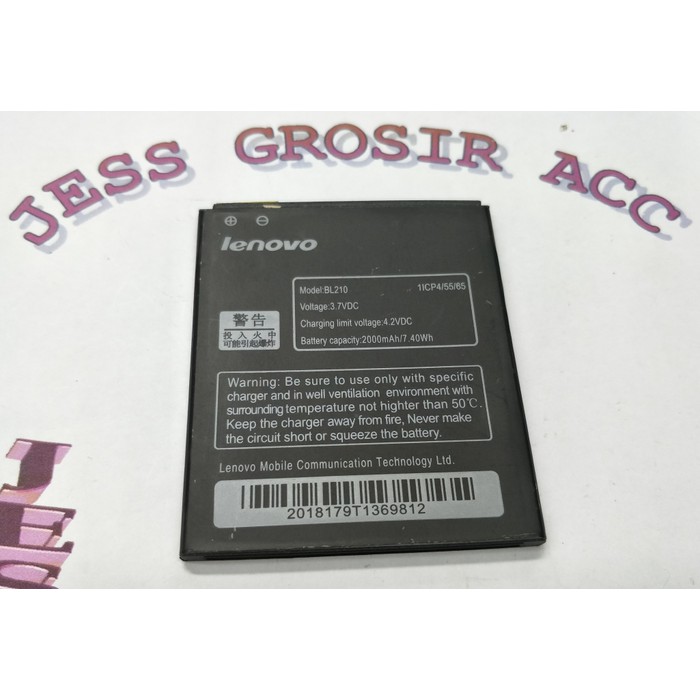 JESS GROSIR ACC
lenovo
Model:BL210 1ICP4/55/65
Voltage:3.7VDC
Charging limit voltage:4.2VDC
Battery capacity:2000mAh/7.40Wh
警告
投入火中
可能引起爆炸
Warning: Be sure to use only with specific
charger and in well ventilation environment with
surrounding temperature not highter than 50℃.
Keep the charger away from fire, Never make
the circuit short or squeeze the battery.
Lenovo Mobile Communication Technology Ltd.
2018179T1369812